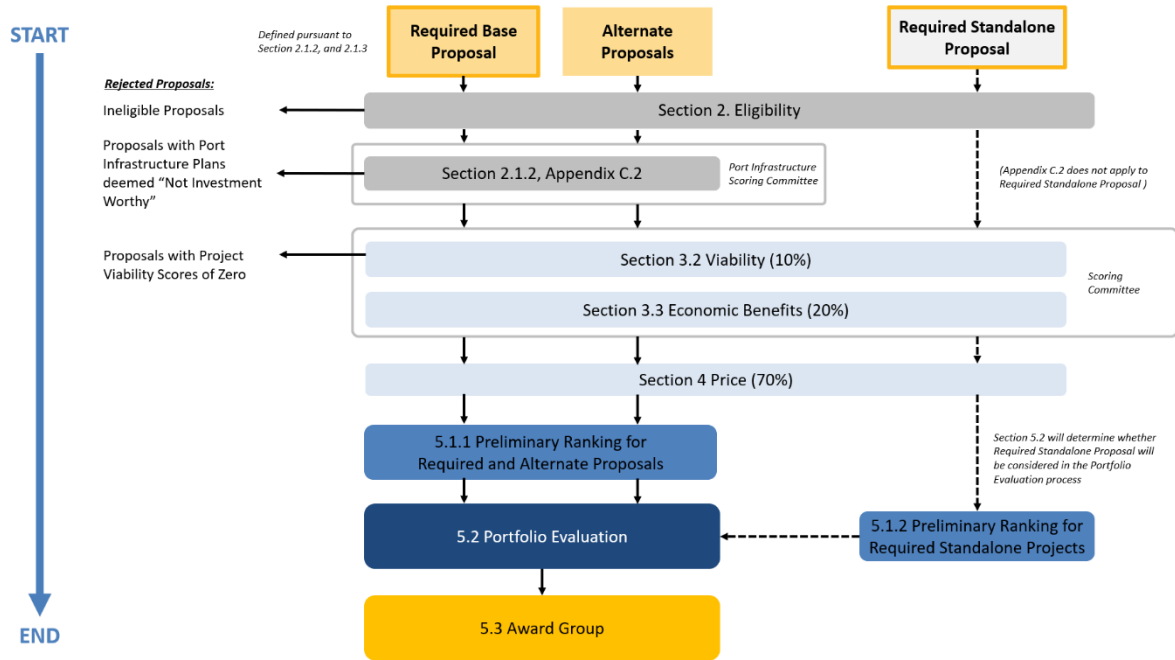 START
Defined pursuant to
Section 2.1.2, and 2.1.3
Required Base
Proposal
Alternate
Proposals
Required Standalone
Proposal
Rejected Proposals:
Ineligible Proposals
Section 2. Eligibility
Proposals with Port
Infrastructure Plans
deemed “Not Investment
Worthy”
Section 2.1.2, Appendix C.2
Port Infrastructure
Scoring Committee
(Appendix C.2 does not apply to
Required Standalone Proposal )
Proposals with Project
Viability Scores of Zero
Section 3.2 Viability (10%)
Section 3.3 Economic Benefits (20%)
Scoring
Committee
Section 4 Price (70%)
5.1.1 Preliminary Ranking for
Required and Alternate Proposals
Section 5.2 will determine whether
Required Standalone Proposal will
be considered in the Portfolio
Evaluation process
5.2 Portfolio Evaluation
5.1.2 Preliminary Ranking for
Required Standalone Projects
5.3 Award Group
END